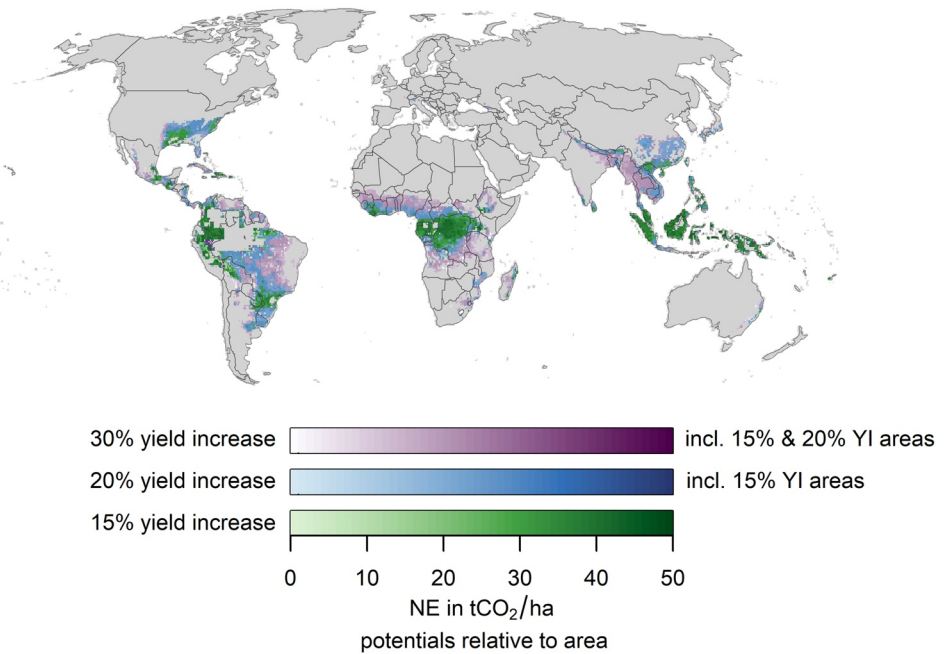 30% yield increase incl. 15% & 20% YI areas
20% yield increase incl. 15% YI areas
15% yield increase
0 10 20 30 40 50
NE in tCO₂/ha
potentials relative to area